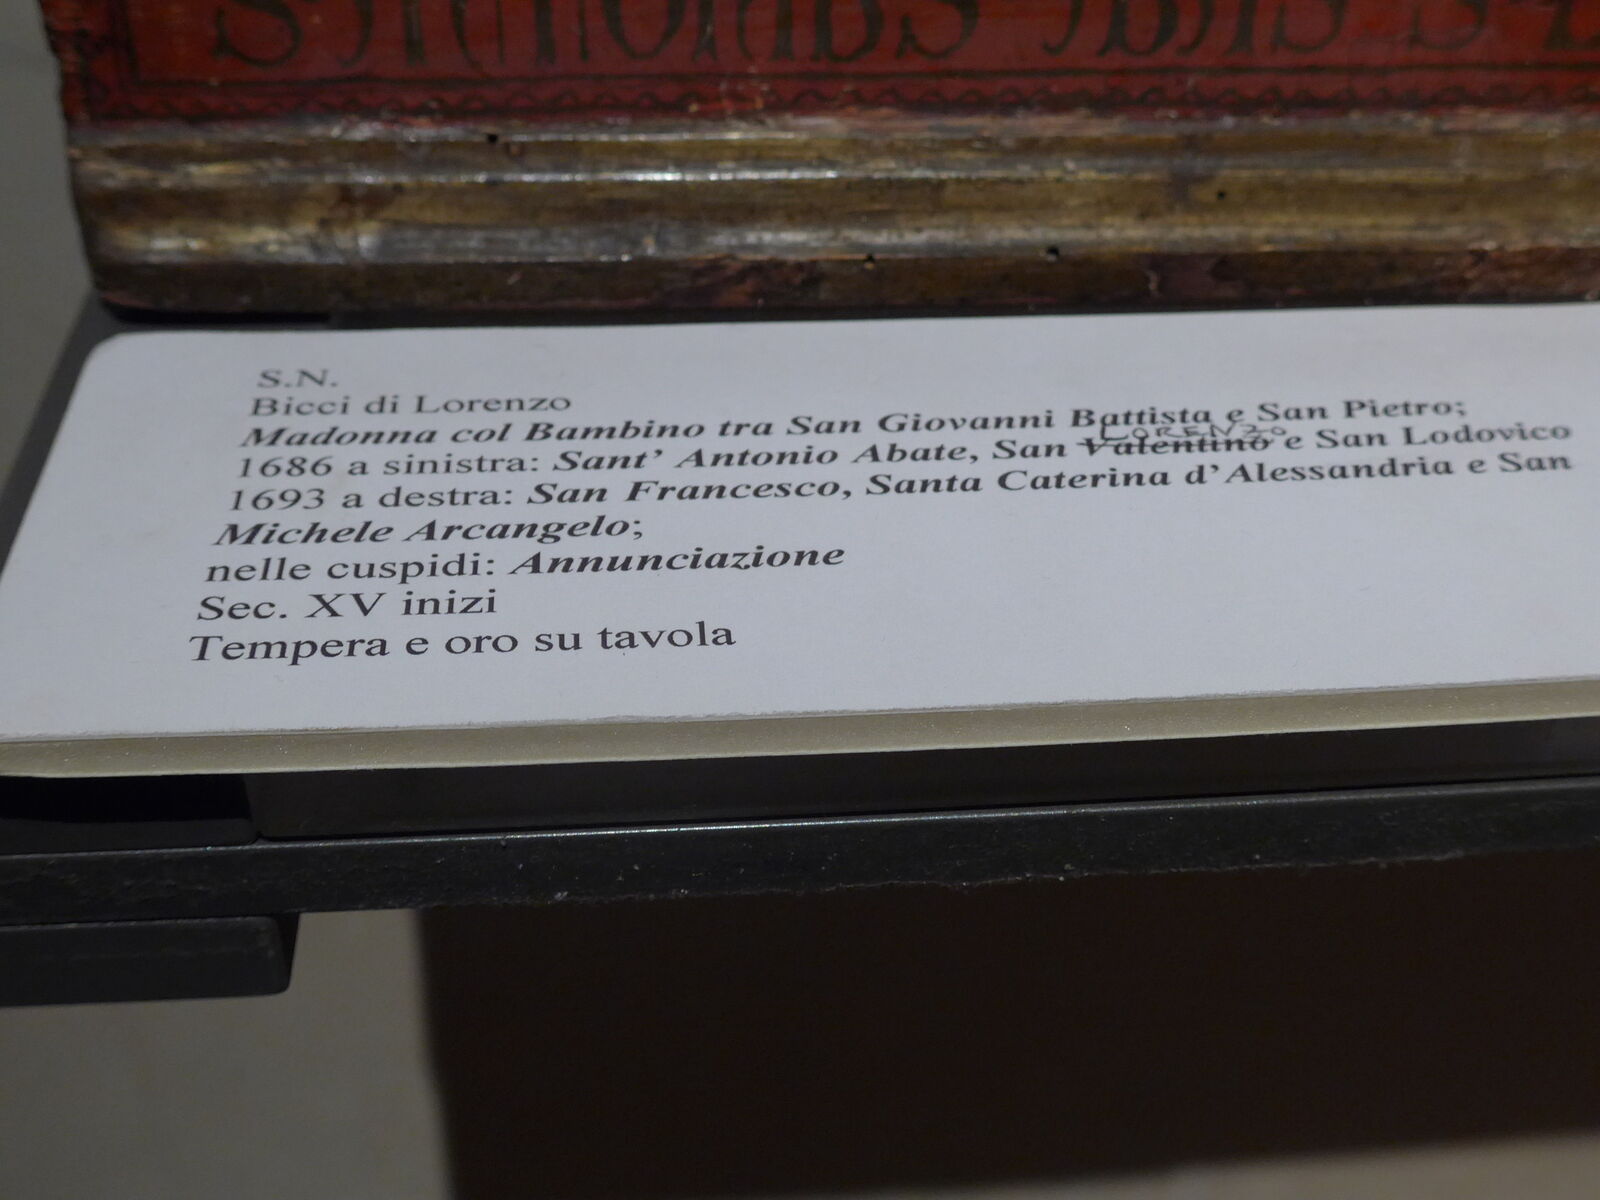 S.N.
Bicci di Lorenzo
Madonna col Bambino tra San Giovanni Battista e San Pietro;
LORENZO
1686 a sinistra: Sant' Antonio Abate, San Valentino e San Lodovico
1693 a destra: San Francesco, Santa Caterina d'Alessandria e San
Michele Arcangelo;
nelle cuspidi: Annunciazione
Sec. XV inizi
Tempera e oro su tavola